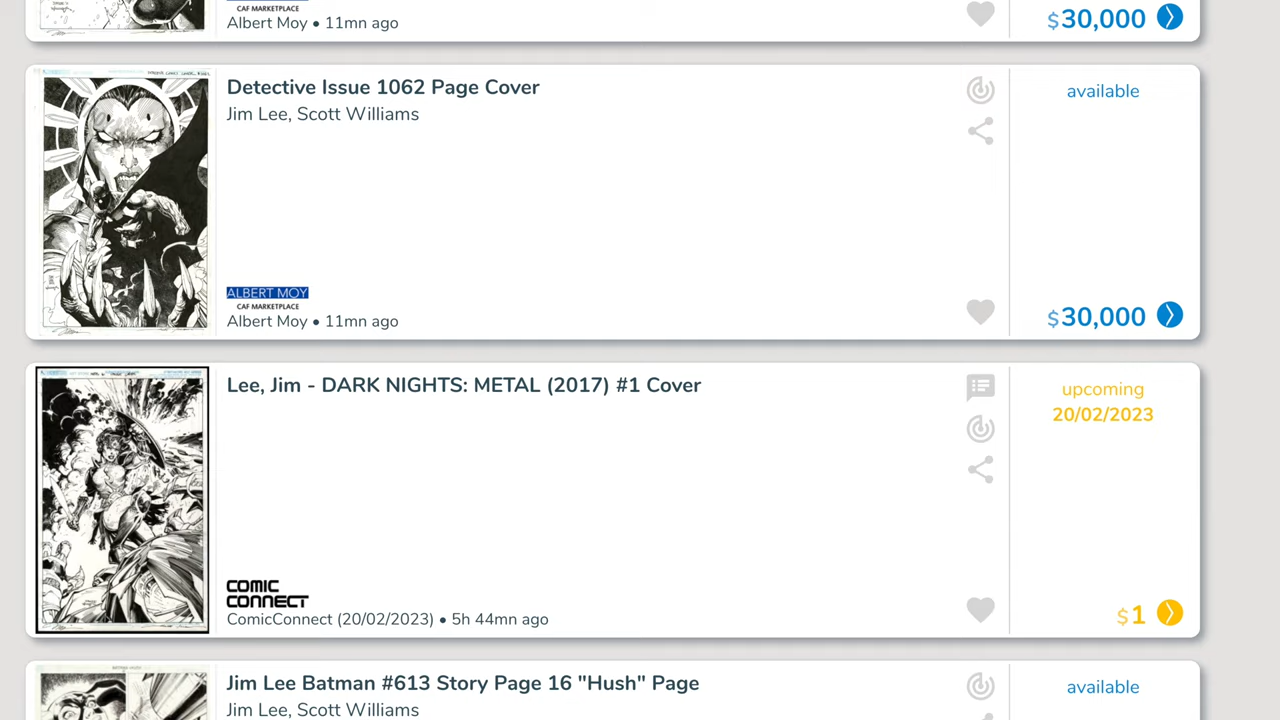 CAF MARKETPLACE
Albert Moy • 11mn ago
$30,000
Detective Issue 1062 Page Cover
Jim Lee, Scott Williams
available
ALBERT MOY
CAF MARKETPLACE
Albert Moy • 11mn ago
$30,000
Lee, Jim - DARK NIGHTS: METAL (2017) #1 Cover
upcoming
20/02/2023
COMIC
CONNECT
ComicConnect (20/02/2023) • 5h 44mn ago
$1
Jim Lee Batman #613 Story Page 16 "Hush" Page
Jim Lee, Scott Williams
available